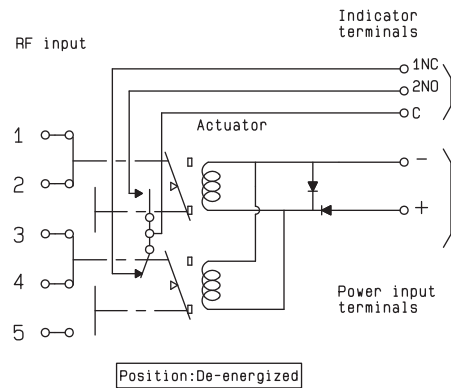 Indicator
terminals
RF input
1NC
2NO
C
Actuator
1
2
3
4
5
−
+
Power input
terminals
Position:De-energized